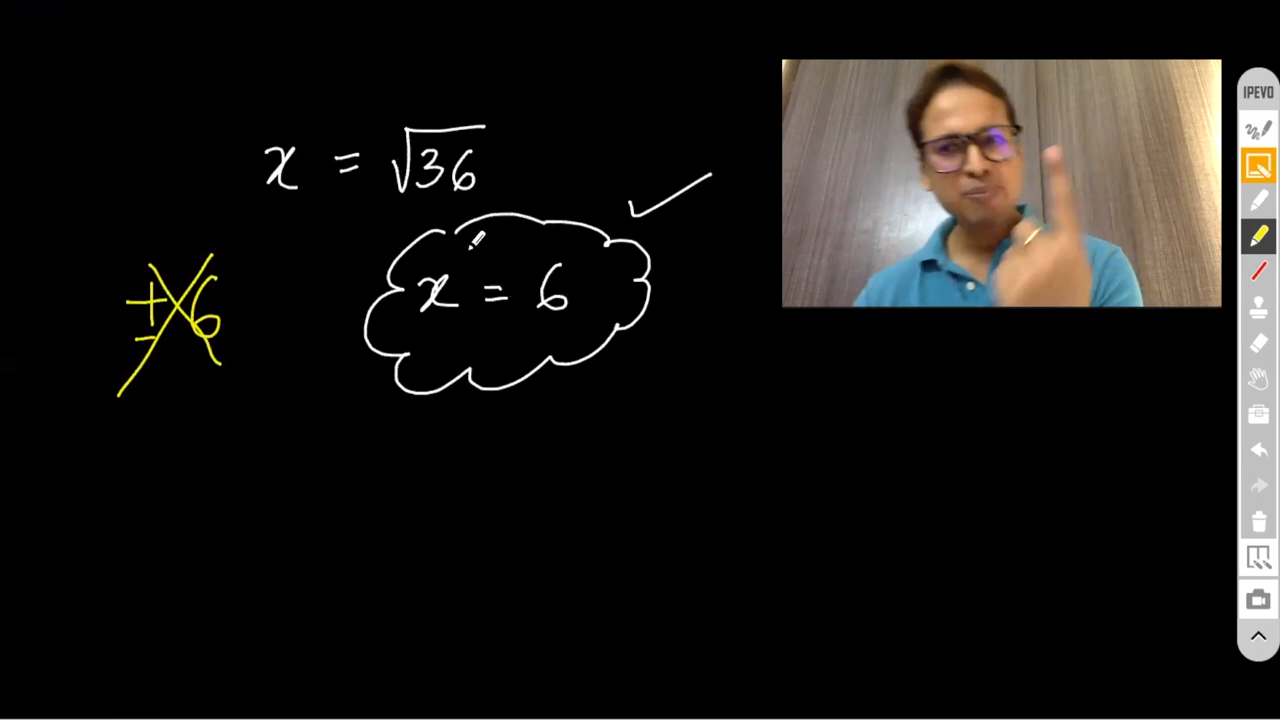 x = √36
x = 6
±6
IPEVO